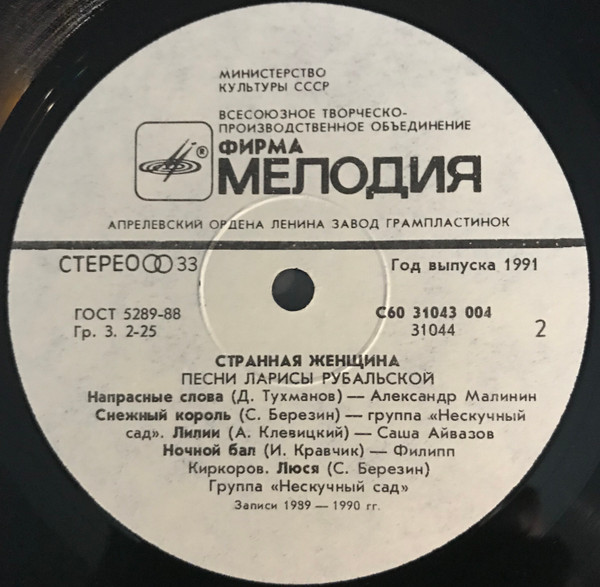 МИНИСТЕРСТВО
КУЛЬТУРЫ СССР
ВСЕСОЮЗНОЕ ТВОРЧЕСКО-
ПРОИЗВОДСТВЕННОЕ ОБЪЕДИНЕНИЕ
ФИРМА
® МЕЛОДИЯ
АПРЕЛЕВСКИЙ ОРДЕНА ЛЕНИНА ЗАВОД ГРАМПЛАСТИНОК
СТЕРЕО 33
Год выпуска 1991
ГОСТ 5289-88
Гр. 3. 2-25
С60 31043 004
31044
2
СТРАННАЯ ЖЕНЩИНА
ПЕСНИ ЛАРИСЫ РУБАЛЬСКОЙ
Напрасные слова (Д. Тухманов) — Александр Малинин
Снежный король (С. Березин) — группа «Нескучный
сад». Лилии (А. Клевицкий) — Саша Айвазов
Ночной бал (И. Кравчик) — Филипп
Киркоров. Люся (С. Березин)
Группа «Нескучный сад»
Записи 1989 — 1990 гг.